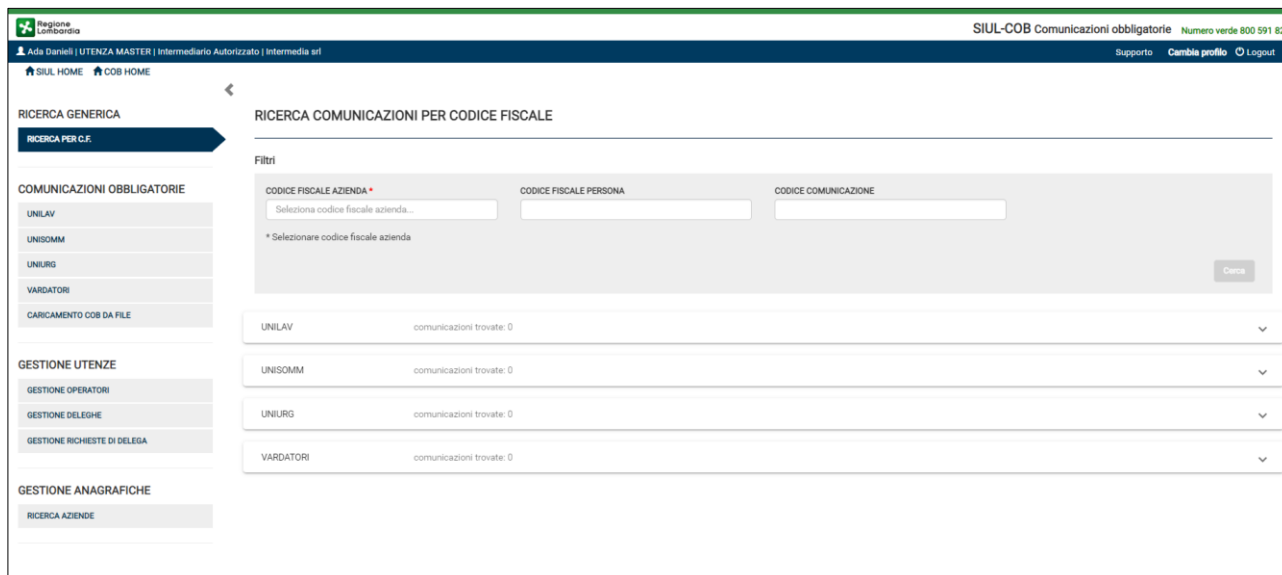 Regione
Lombardia
SIUL-COB Comunicazioni obbligatorie Numero verde 800 591 82
Ada Danieli | UTENZA MASTER | Intermediario Autorizzato | Intermedia srl
Supporto Cambia profilo Logout
SIUL HOME COB HOME
RICERCA GENERICA
RICERCA PER C.F.
COMUNICAZIONI OBBLIGATORIE
UNILAV
UNISOMM
UNIURG
VARDATORI
CARICAMENTO COB DA FILE
GESTIONE UTENZE
GESTIONE OPERATORI
GESTIONE DELEGHE
GESTIONE RICHIESTE DI DELEGA
GESTIONE ANAGRAFICHE
RICERCA AZIENDE
RICERCA COMUNICAZIONI PER CODICE FISCALE
Filtri
CODICE FISCALE AZIENDA * CODICE FISCALE PERSONA CODICE COMUNICAZIONE
Seleziona codice fiscale azienda...
* Selezionare codice fiscale azienda
Cerca
UNILAV comunicazioni trovate: 0
UNISOMM comunicazioni trovate: 0
UNIURG comunicazioni trovate: 0
VARDATORI comunicazioni trovate: 0